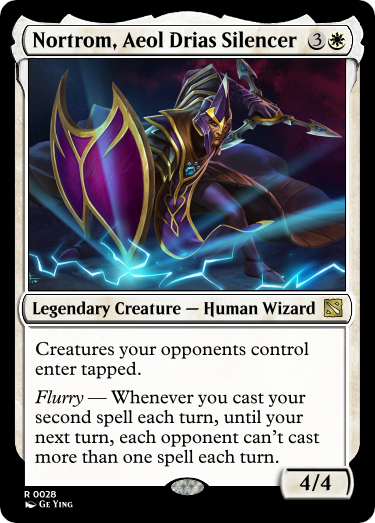 Nortrom, Aeol Drias Silencer 3
Legendary Creature — Human Wizard
Creatures your opponents control
enter tapped.
Flurry — Whenever you cast your
second spell each turn, until your
next turn, each opponent can't cast
more than one spell each turn.
4/4
R 0028
Ge Ying